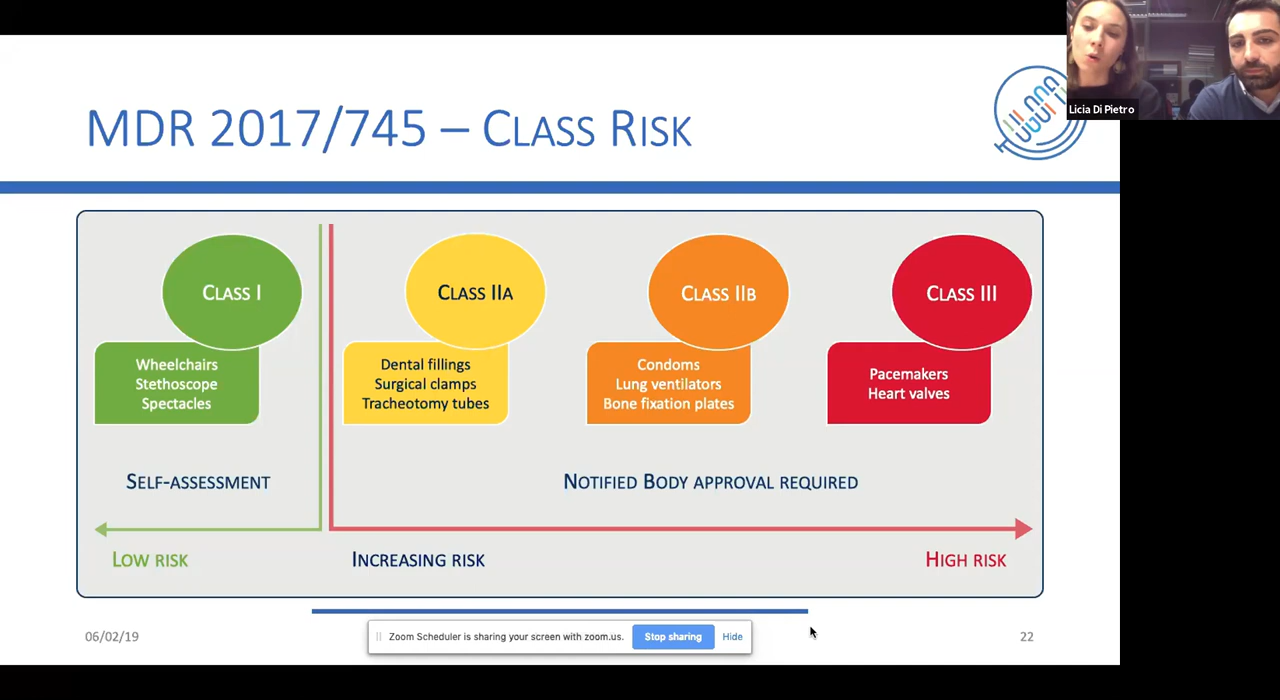 Licia Di Pietro
MDR 2017/745 – CLASS RISK
CLASS I
CLASS IIA
CLASS IIB
CLASS III
Wheelchairs
Stethoscope
Spectacles
Dental fillings
Surgical clamps
Tracheotomy tubes
Condoms
Lung ventilators
Bone fixation plates
Pacemakers
Heart valves
SELF-ASSESSMENT
NOTIFIED BODY APPROVAL REQUIRED
LOW RISK
INCREASING RISK
HIGH RISK
06/02/19
Zoom Scheduler is sharing your screen with zoom.us.
Stop sharing
Hide
22